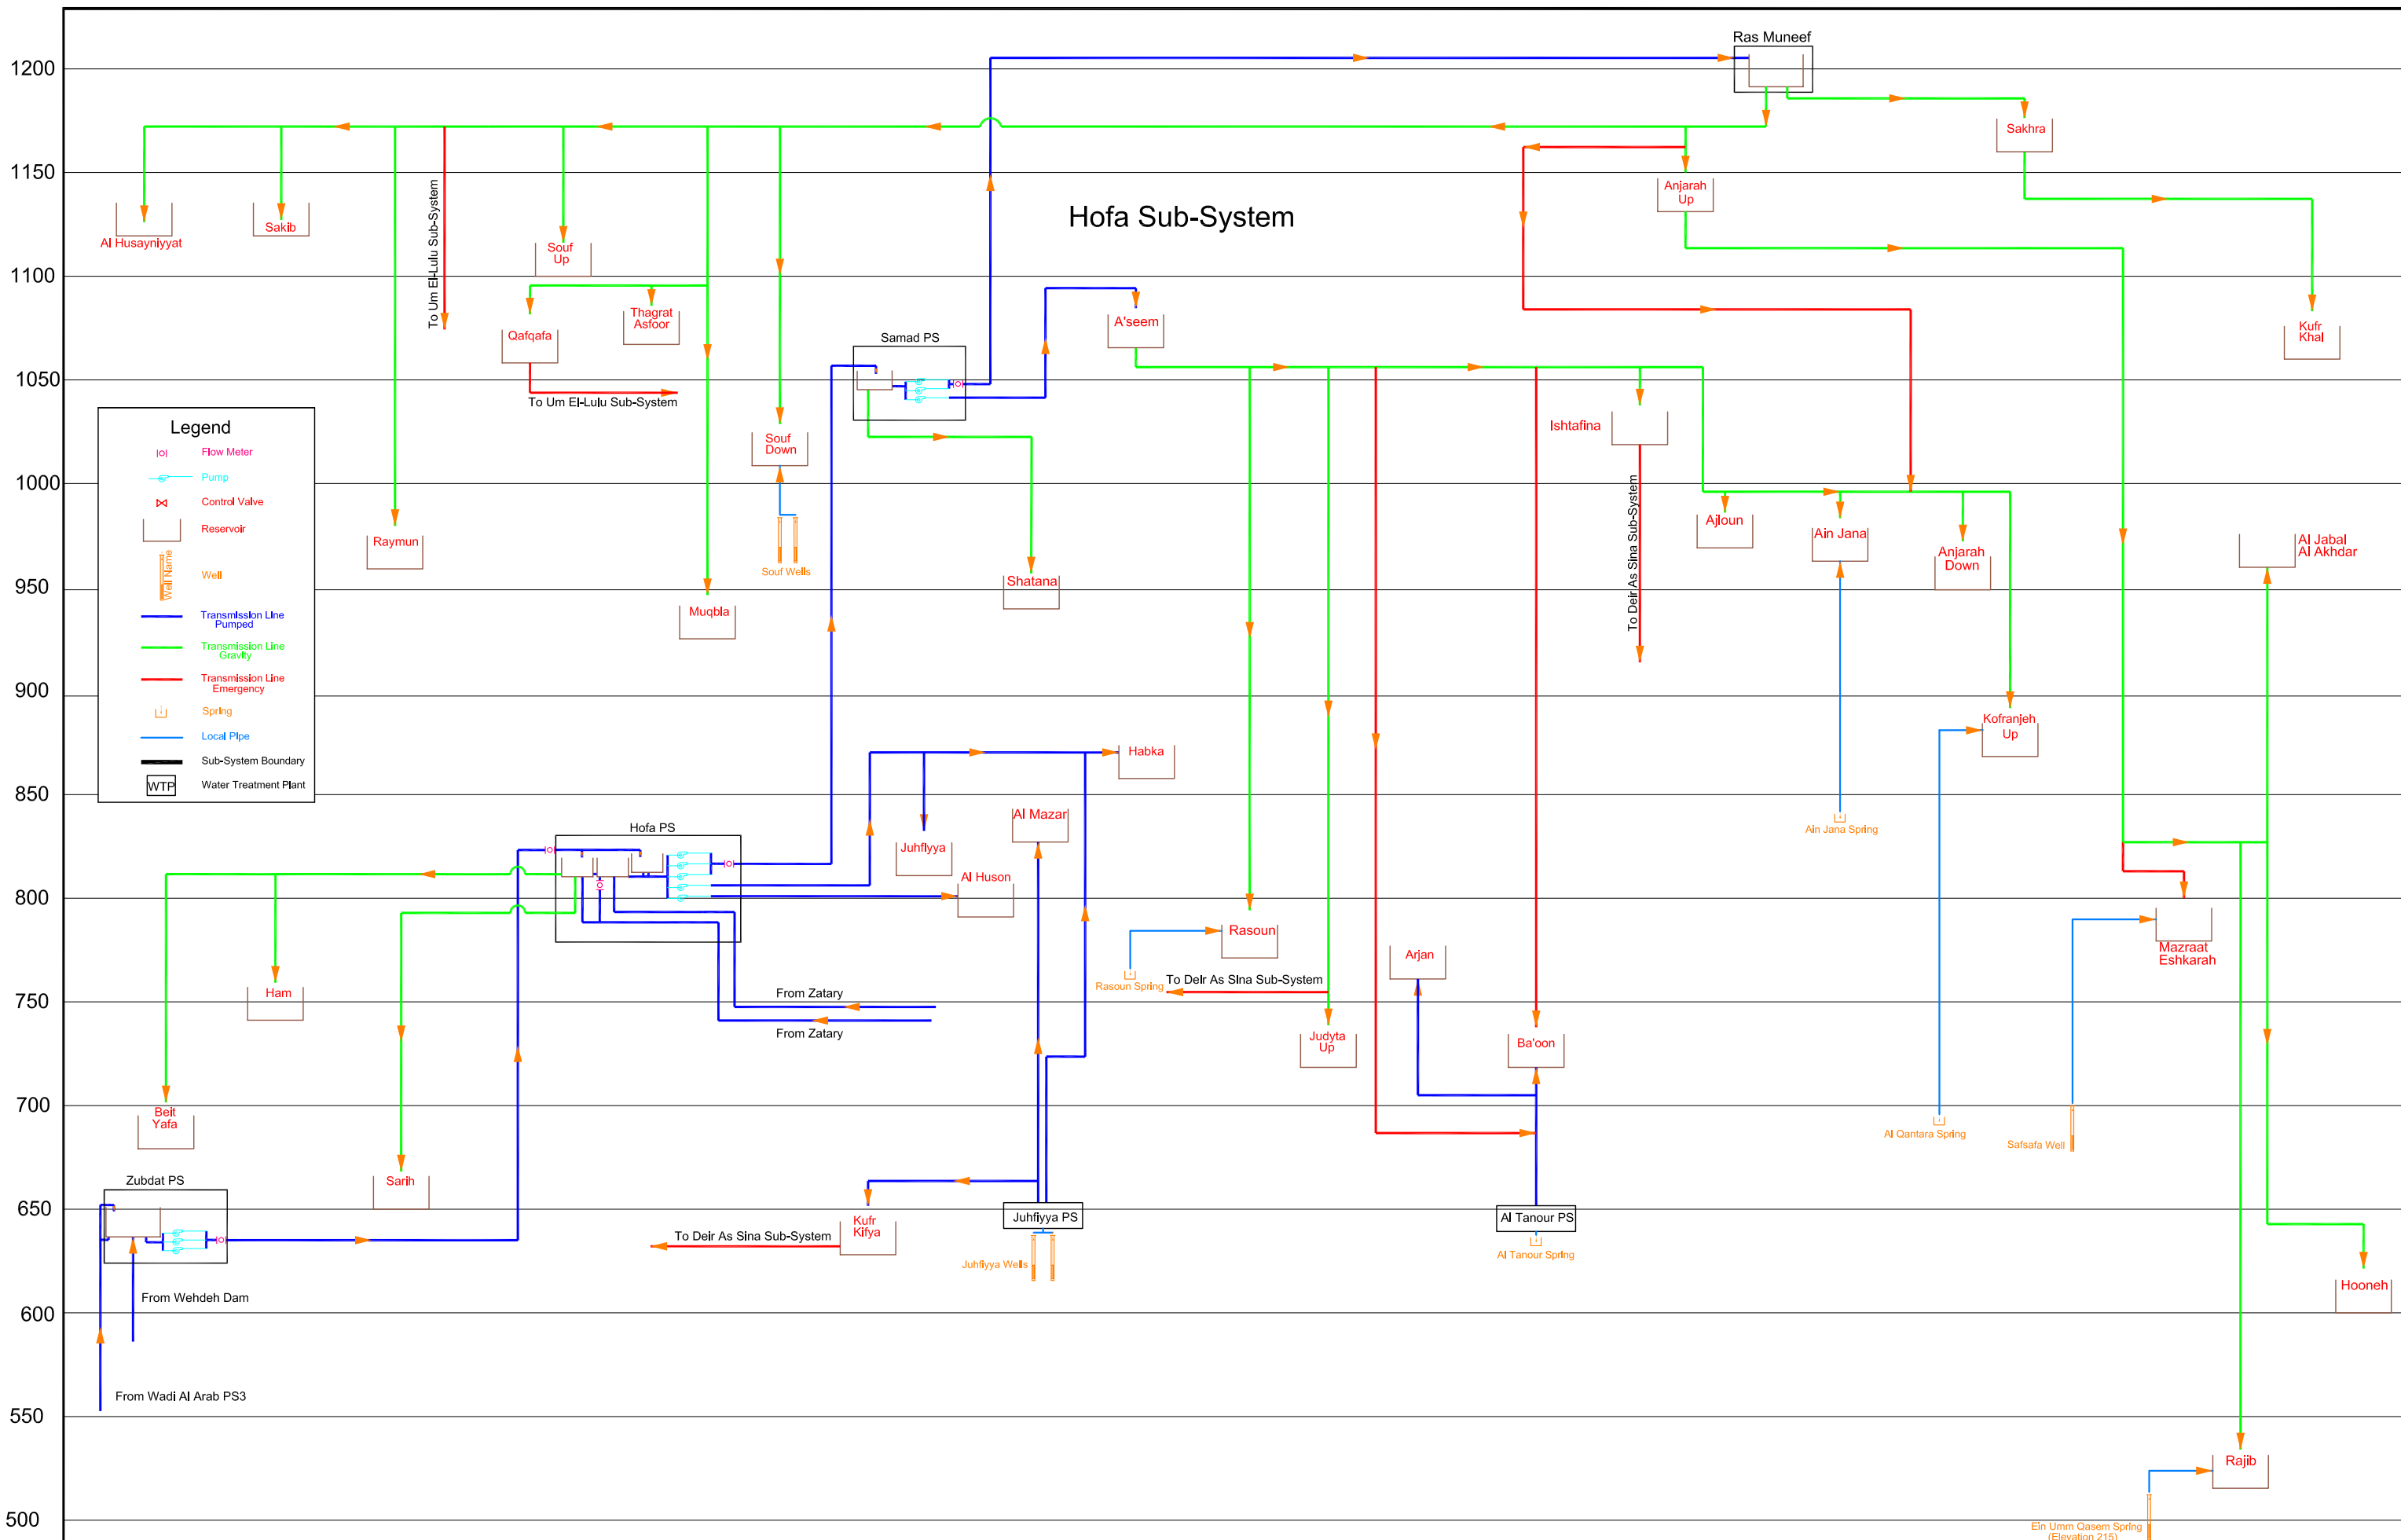 Ras Muneef
1200
Sakhra
1150
Anjarah
Up
Hofa Sub-System
To Um El-Lulu Sub-System
Al Husayniyyat
Sakib
Souf
Up
1100
Thagrat
Asfoor
Qafqafa
A'seem
Kufr
Khal
Samad PS
1050
To Um El-Lulu Sub-System
Legend
Flow Meter
Pump
Control Valve
Reservoir
Well Name
Well
Transmission Line
Pumped
Transmission Line
Gravity
Transmission Line
Emergency
Spring
Local Pipe
Sub-System Boundary
WTP
Water Treatment Plant
Ishtafina
Souf
Down
1000
To Deir As Sina Sub-System
Ajloun
Ain Jana
Anjarah
Down
Al Jabal
Al Akhdar
Raymun
Souf Wells
Shatana
950
Muqbla
900
Kofranjeh
Up
Habka
850
Al Mazar
Ain Jana Spring
Hofa PS
Juhfiyya
Al Huson
800
Rasoun
Arjan
Mazraat
Eshkarah
Rasoun Spring
To Deir As Sina Sub-System
Ham
From Zatary
750
From Zatary
Judyta
Up
Ba'oon
700
Beit
Yafa
Al Qantara Spring
Safsafa Well
Sarih
Zubdat PS
650
Kufr
Kifya
Juhfiyya PS
Al Tanour PS
To Deir As Sina Sub-System
Juhfiyya Wells
Al Tanour Spring
Hooneh
From Wehdeh Dam
600
From Wadi Al Arab PS3
550
Rajib
500
Ein Umm Qasem Spring
(Elevation 215)